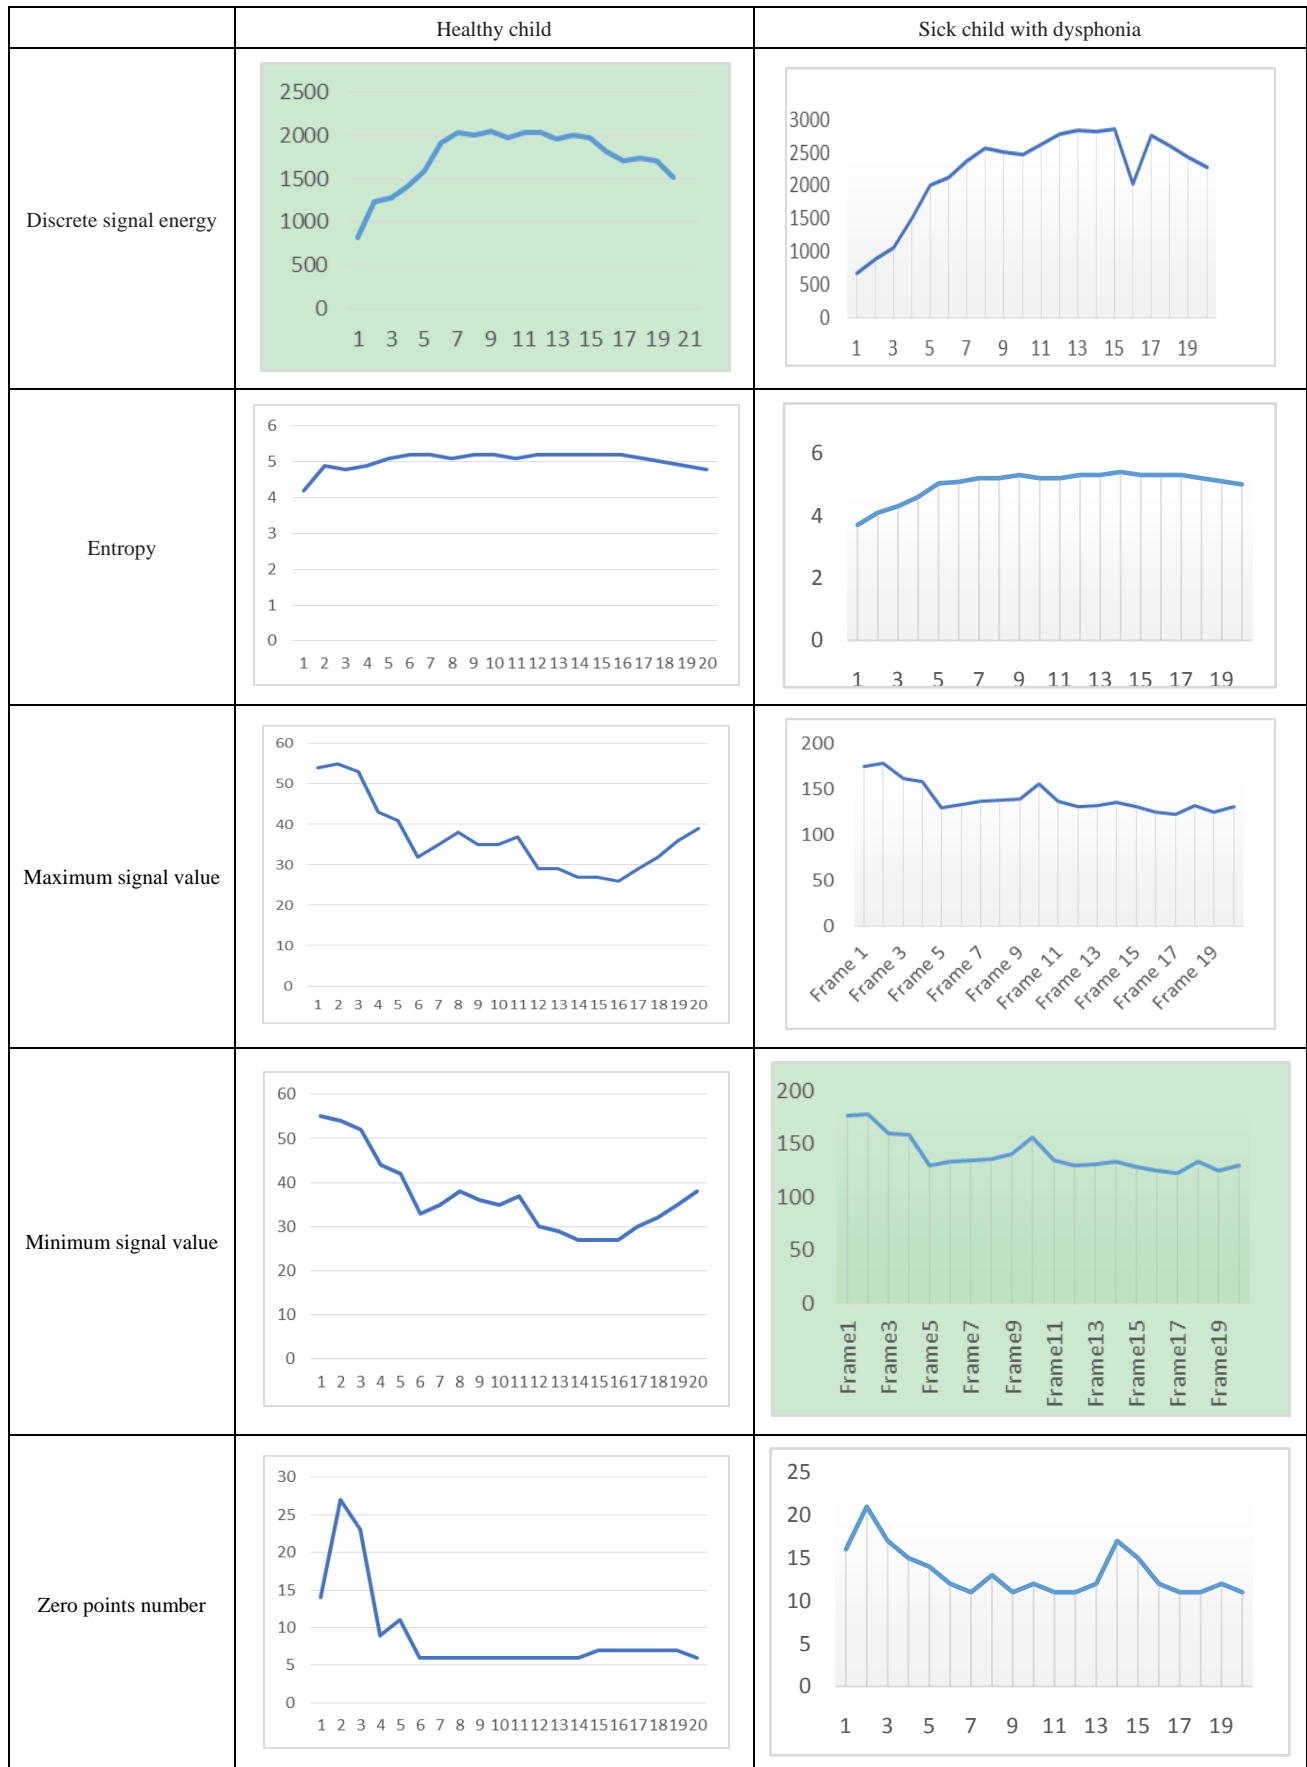 Healthy child
Sick child with dysphonia
Discrete signal energy
2500
2000
1500
1000
500
0
1 3 5 7 9 11 13 15 17 19 21
3000
2500
2000
1500
1000
500
0
1 3 5 7 9 11 13 15 17 19
Entropy
6
5
4
3
2
1
0
1 2 3 4 5 6 7 8 9 10 11 12 13 14 15 16 17 18 19 20
6
4
2
0
1 3 5 7 9 11 13 15 17 19
Maximum signal value
60
50
40
30
20
10
0
1 2 3 4 5 6 7 8 9 10 11 12 13 14 15 16 17 18 19 20
200
150
100
50
0
Frame 1
Frame 3
Frame 5
Frame 7
Frame 9
Frame 11
Frame 13
Frame 15
Frame 17
Frame 19
Minimum signal value
60
50
40
30
20
10
0
1 2 3 4 5 6 7 8 9 10 11 12 13 14 15 16 17 18 19 20
200
150
100
50
0
Frame1
Frame3
Frame5
Frame7
Frame9
Frame11
Frame13
Frame15
Frame17
Frame19
Zero points number
30
25
20
15
10
5
0
1 2 3 4 5 6 7 8 9 10 11 12 13 14 15 16 17 18 19 20
25
20
15
10
5
0
1 3 5 7 9 11 13 15 17 19